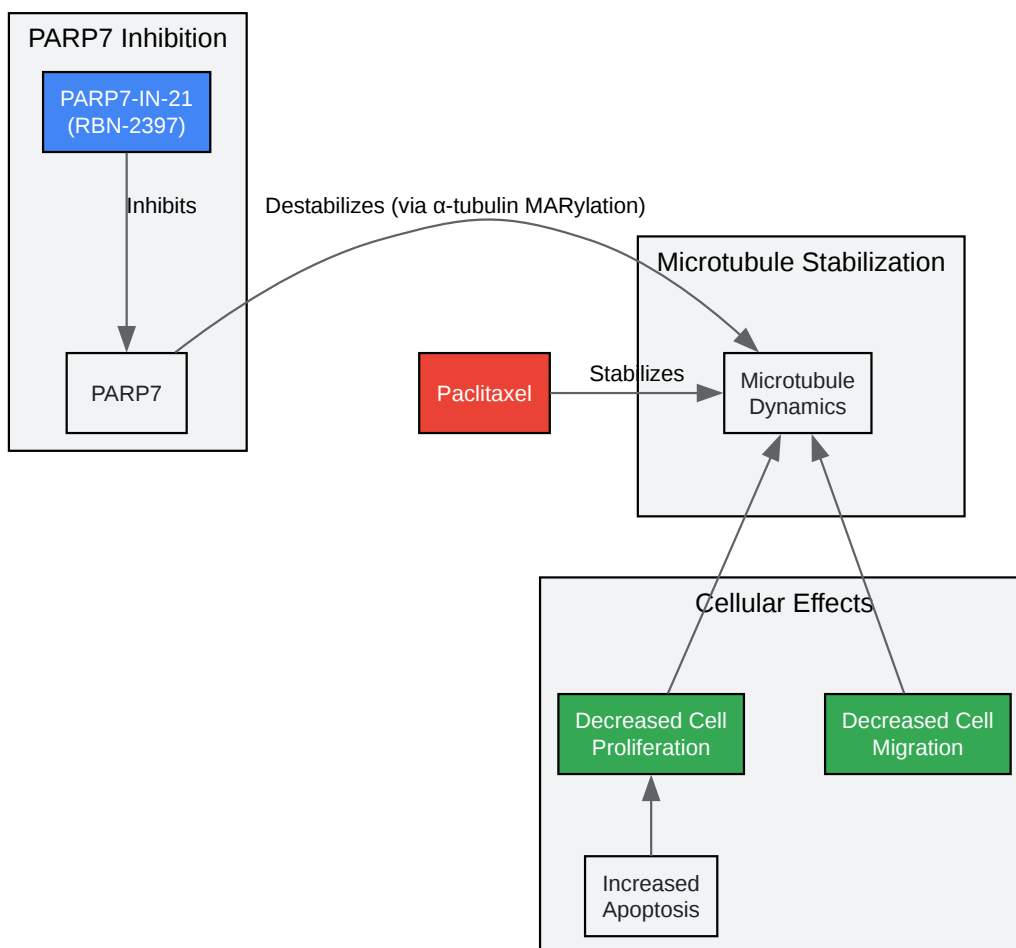 PARP7 Inhibition
PARP7-IN-21
(RBN-2397)
Inhibits
Destabilizes (via α-tubulin MARylation)
Microtubule Stabilization
PARP7
Paclitaxel
Stabilizes
Microtubule
Dynamics
Cellular Effects
Decreased Cell
Proliferation
Decreased Cell
Migration
Increased
Apoptosis